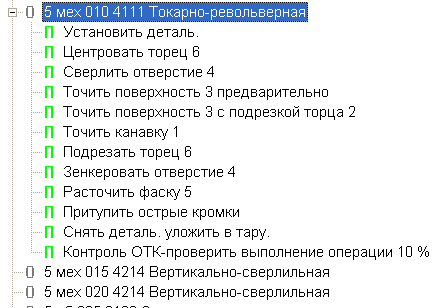 5 мех 010 4111 Токарно-револьверная
Установить деталь.
Центровать торец 6
Сверлить отверстие 4
Точить поверхность 3 предварительно
Точить поверхность 3 с подрезкой торца 2
Точить канавку 1
Подрезать торец 6
Зенкеровать отверстие 4
Расточить фаску 5
Притупить острые кромки
Снять деталь. уложить в тару.
Контроль ОТК-проверить выполнение операции 10 %
5 мех 015 4214 Вертикально-сверлильная
5 мех 020 4214 Вертикально-сверлильная